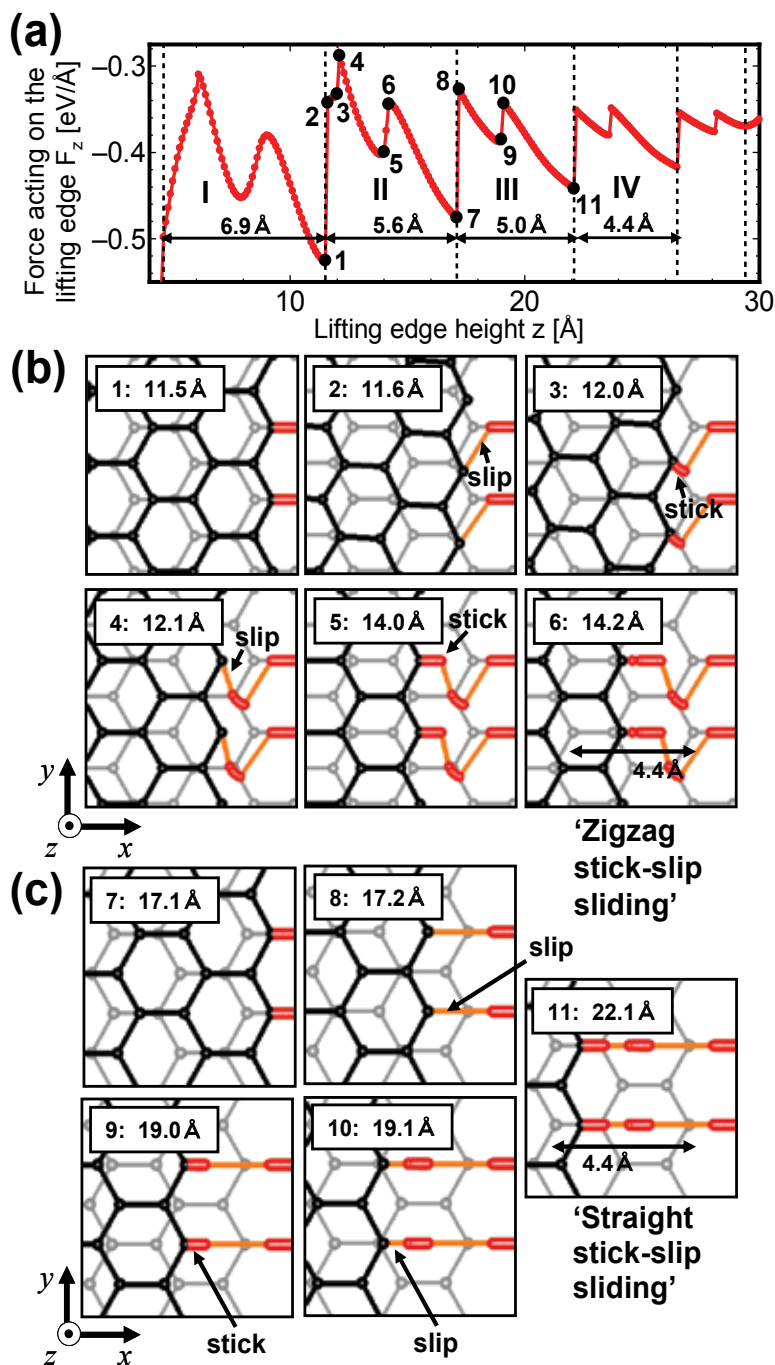 (a)
Force acting on the
lifting edge F_z [eV/Å]
−0.3
−0.4
−0.5
4
2
3
6
5
8
10
9
7
11
1
I
II
III
IV
6.9 Å
5.6 Å
5.0 Å
4.4 Å
10
20
30
Lifting edge height z [Å]
(b)
1: 11.5 Å
2: 11.6 Å
slip
3: 12.0 Å
stick
4: 12.1 Å
slip
5: 14.0 Å
stick
6: 14.2 Å
4.4 Å
y
z
x
'Zigzag
stick-slip
sliding'
(c)
7: 17.1 Å
8: 17.2 Å
slip
11: 22.1 Å
4.4 Å
9: 19.0 Å
stick
10: 19.1 Å
slip
'Straight
stick-slip
sliding'
y
z
x